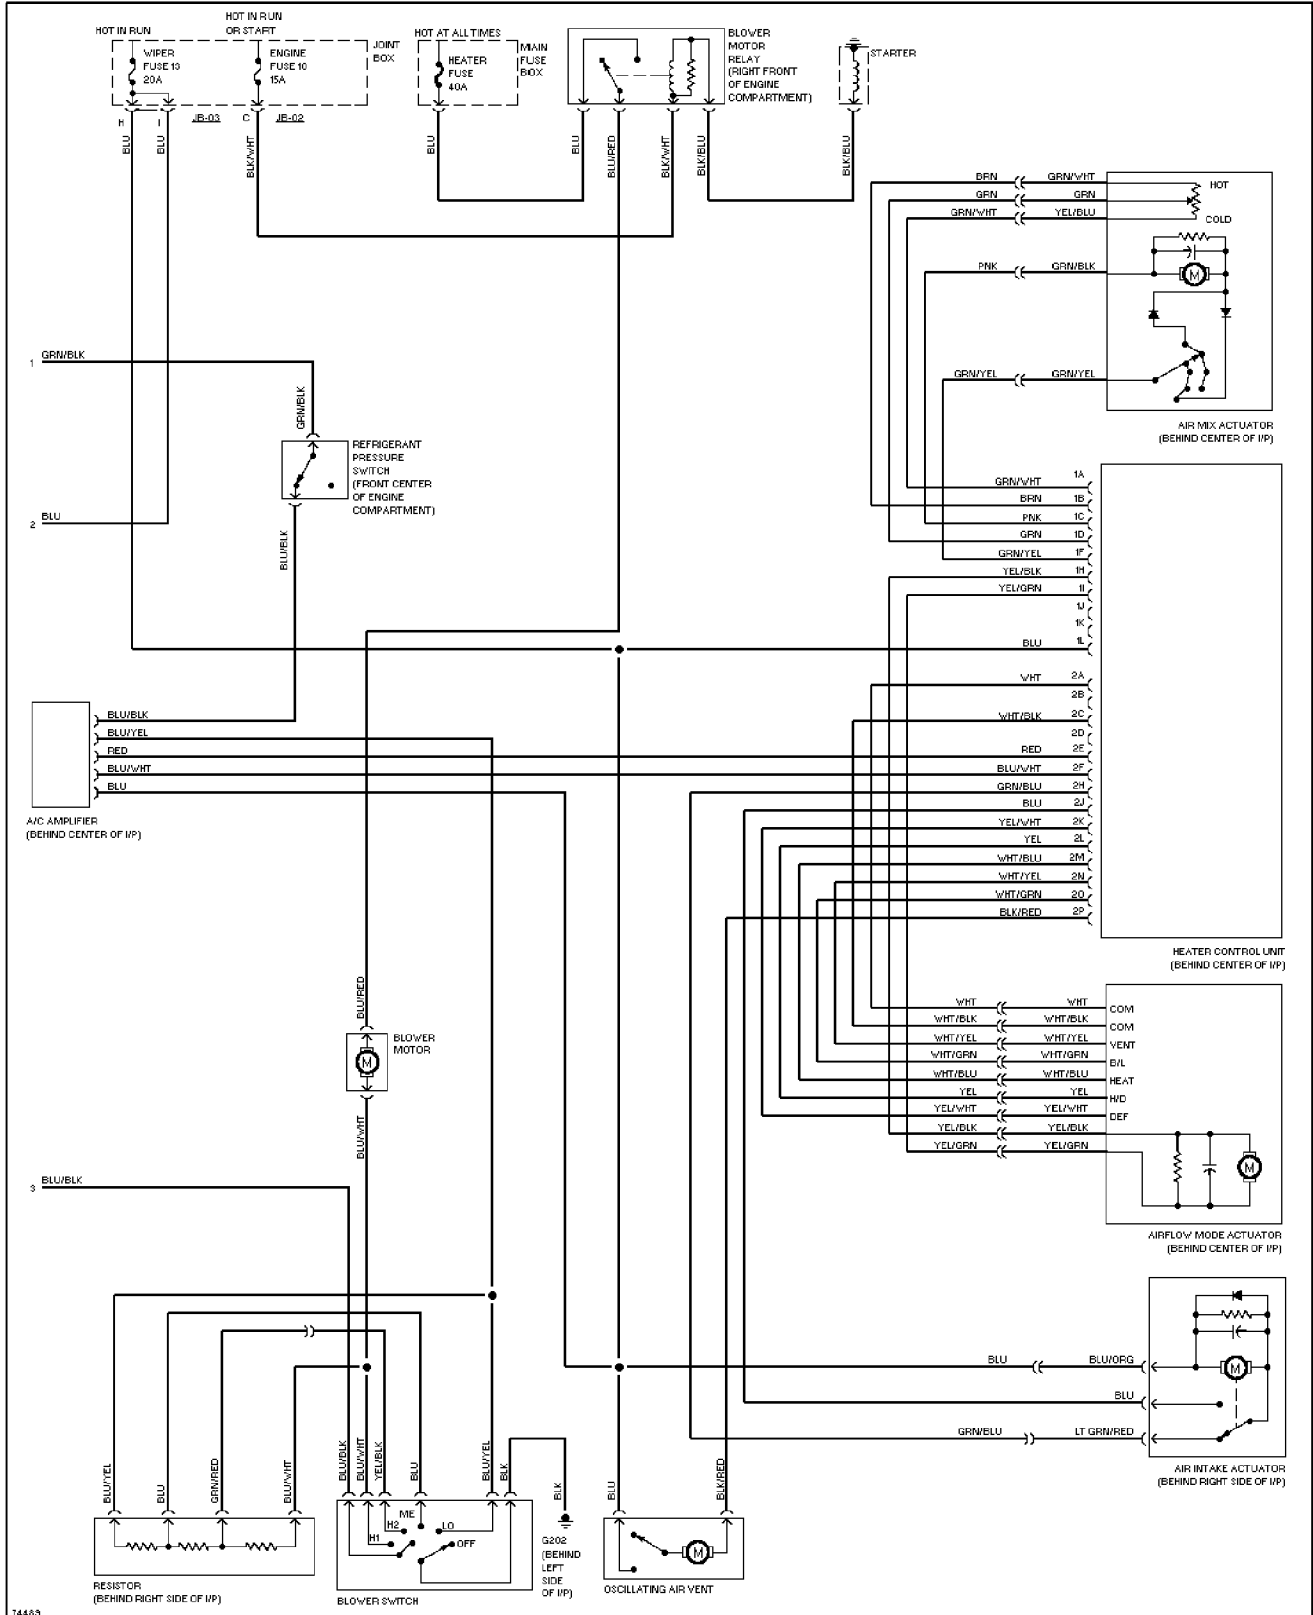 HOT IN RUN
HOT IN RUN
OR START
HOT AT ALL TIMES
WIPER
FUSE 13
20A
ENGINE
FUSE 10
15A
JOINT
BOX
HEATER
FUSE
40A
MAIN
FUSE
BOX
BLOWER
MOTOR
RELAY
(RIGHT FRONT
OF ENGINE
COMPARTMENT)
STARTER
H
I
JB-03
C
JB-02
BLU
BLU
BLK/WHT
BLU
BLU
BLU/RED
BLK/WHT
BLK/BLU
BLK/BLU
BRN
GRN/WHT
GRN
GRN
GRN/WHT
YEL/BLU
PNK
GRN/BLK
GRN/YEL
GRN/YEL
HOT
COLD
M
AIR MIX ACTUATOR
(BEHIND CENTER OF I/P)
1
GRN/BLK
GRN/BLK
REFRIGERANT
PRESSURE
SWITCH
(FRONT CENTER
OF ENGINE
COMPARTMENT)
2
BLU
BLU/BLK
1A
GRN/WHT
1B
BRN
1C
PNK
1D
GRN
1F
GRN/YEL
1H
YEL/BLK
1I
YEL/GRN
1J
1K
1L
BLU
2A
WHT
2B
2C
WHT/BLK
2D
2E
RED
2F
BLU/WHT
2H
GRN/BLU
2J
BLU
2K
YEL/WHT
2L
YEL
2M
WHT/BLU
2N
WHT/YEL
2O
WHT/GRN
2P
BLK/RED
HEATER CONTROL UNIT
(BEHIND CENTER OF I/P)
BLU/BLK
BLU/YEL
RED
BLU/WHT
BLU
A/C AMPLIFIER
(BEHIND CENTER OF I/P)
BLU/RED
BLOWER
MOTOR
M
BLU/WHT
WHT
WHT
COM
WHT/BLK
WHT/BLK
COM
WHT/YEL
WHT/YEL
VENT
WHT/GRN
WHT/GRN
B/L
WHT/BLU
WHT/BLU
HEAT
YEL
YEL
H/D
YEL/WHT
YEL/WHT
DEF
YEL/BLK
YEL/BLK
YEL/GRN
YEL/GRN
M
AIRFLOW MODE ACTUATOR
(BEHIND CENTER OF I/P)
3
BLU/BLK
BLU
BLU/ORG
BLU
GRN/BLU
LT GRN/RED
M
AIR INTAKE ACTUATOR
(BEHIND RIGHT SIDE OF I/P)
BLU/YEL
BLU
GRN/RED
BLU/WHT
BLU/BLK
BLU/WHT
YEL/BLK
BLU
BLU/YEL
BLK
BLK
BLU
BLK/RED
RESISTOR
(BEHIND RIGHT SIDE OF I/P)
H1
H2
ME
LO
OFF
BLOWER SWITCH
G202
(BEHIND
LEFT
SIDE
OF I/P)
M
OSCILLATING AIR VENT
74489